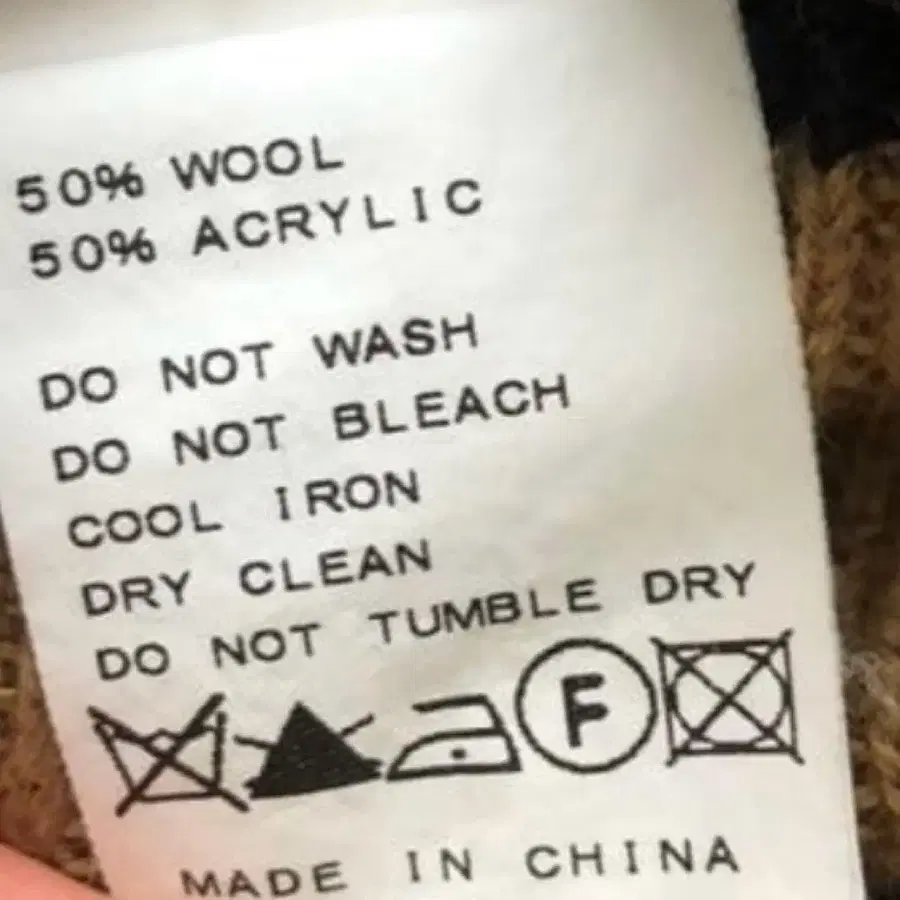 50% WOOL
50% ACRYLIC
DO NOT WASH
DO NOT BLEACH
COOL IRON
DRY CLEAN
DO NOT TUMBLE DRY
F
MADE IN CHINA